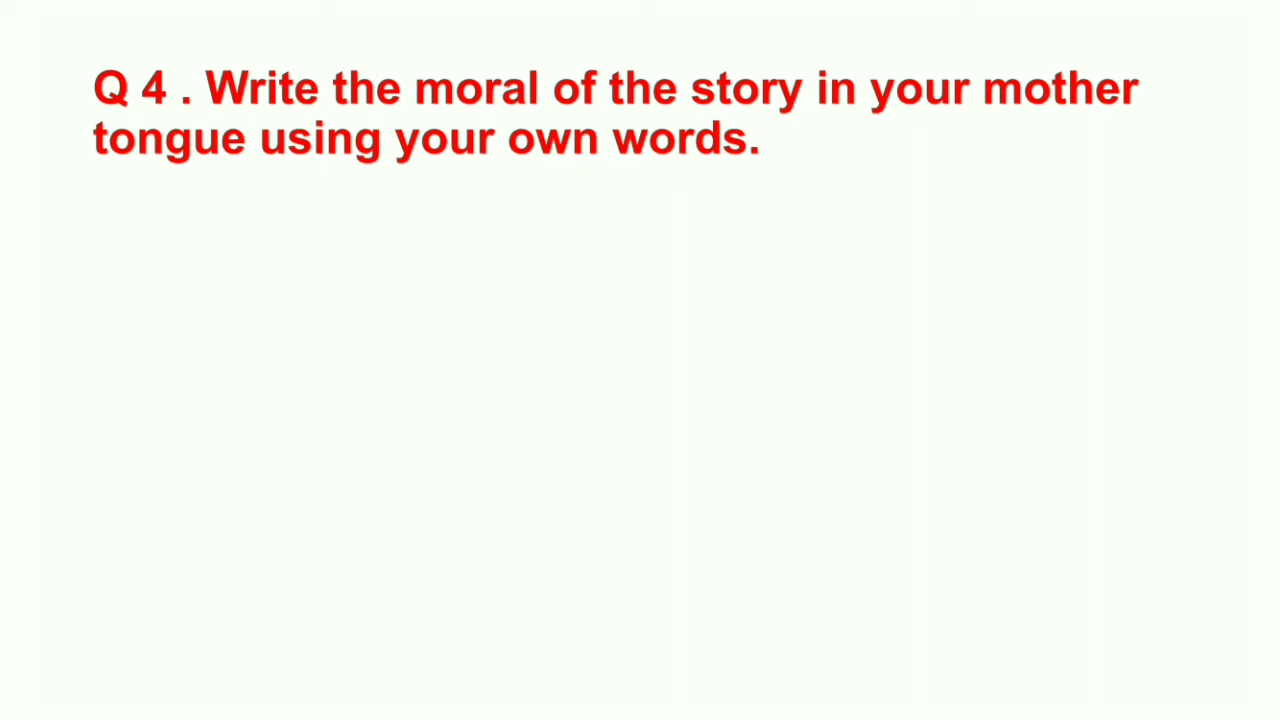 Q 4 . Write the moral of the story in your mother
tongue using your own words.